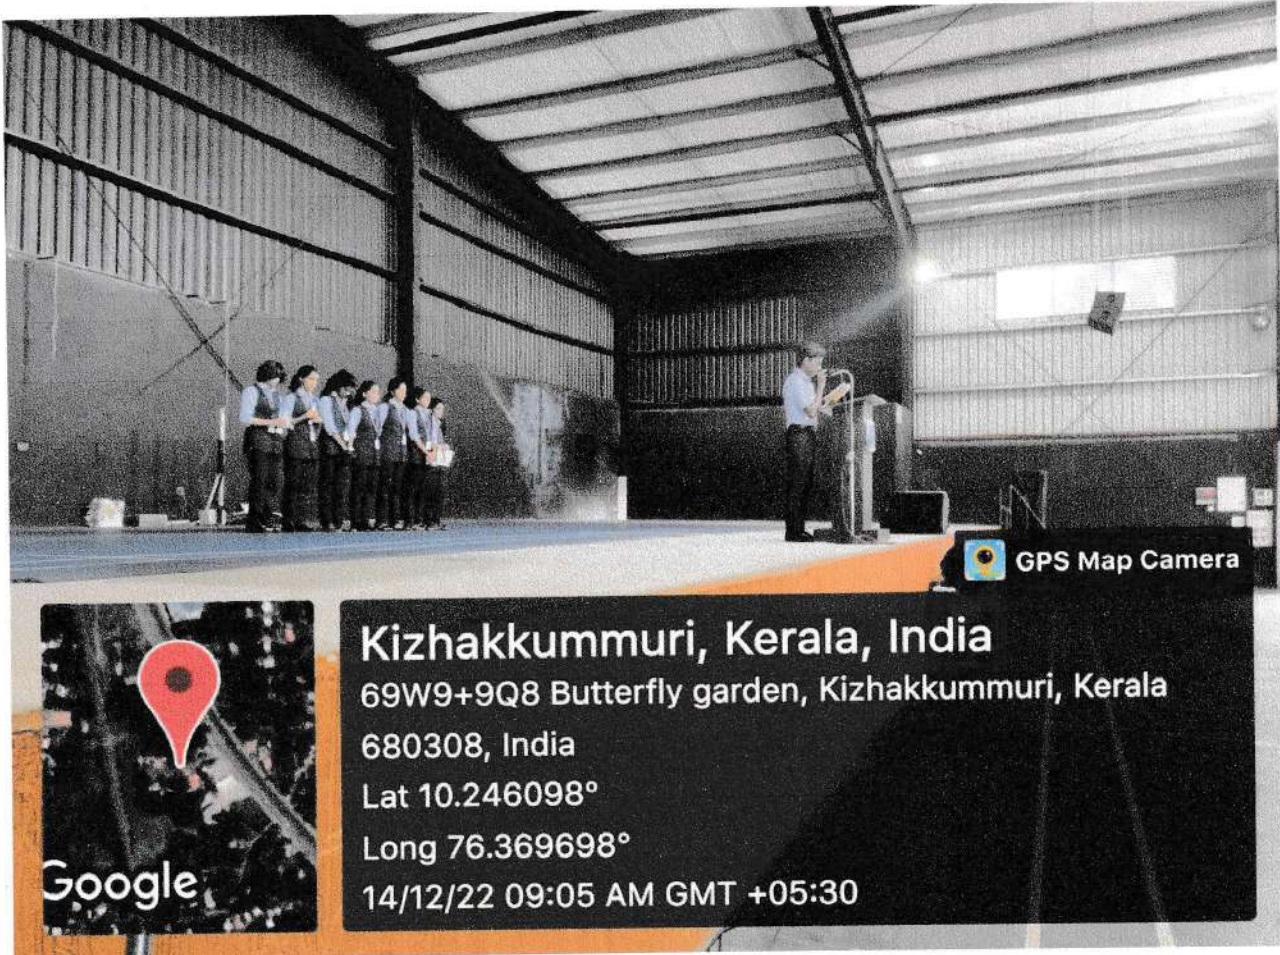 GPS Map Camera
Kizhakkummuri, Kerala, India
69W9+9Q8 Butterfly garden, Kizhakkummuri, Kerala
680308, India
Lat 10.246098°
Long 76.369698°
14/12/22 09:05 AM GMT +05:30
Google